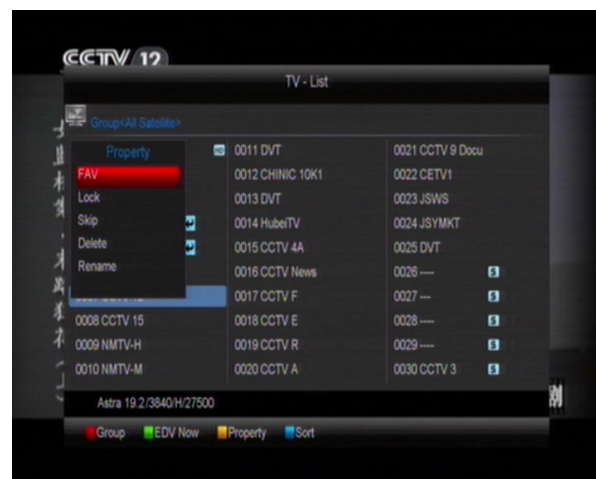 CCTV 12
TV - List
Group<All Satellite>
Property
FAV
Lock
Skip
Delete
Rename
0008 CCTV 15
0009 NMTV-H
0010 NMTV-M
HD
0011 DVT
0012 CHINIC 10K1
0013 DVT
0014 HubeiTV
0015 CCTV 4A
0016 CCTV News
0017 CCTV F
0018 CCTV E
0019 CCTV R
0020 CCTV A
0021 CCTV 9 Docu
0022 CETV1
0023 JSWS
0024 JSYMKT
0025 DVT
0026 ---- $
0027 --- $
0028 ---- $
0029 ---- $
0030 CCTV 3 $
Astra 19.2 /3840/H/27500
Group EDV Now Property Sort